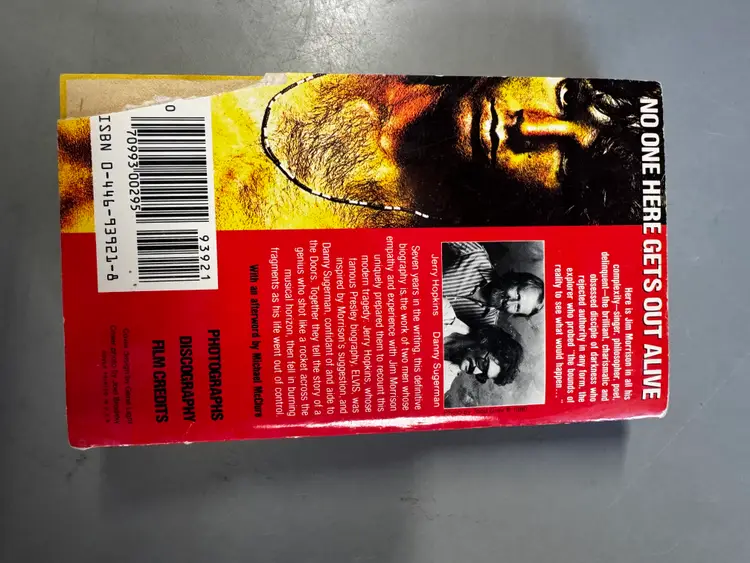 NO ONE HERE GETS OUT ALIVE
Here is Jim Morrison in all his
complexity—singer, philosopher, poet,
delinquent—the brilliant, charismatic and
obsessed disciple of darkness who
rejected authority in any form, the
explorer who probed "the bounds of
reality to see what would happen..."
Jerry Hopkins Danny Sugerman
Seven years in the writing, this definitive
biography is the work of two men whose
empathy and experience with Jim Morrison
uniquely prepare them to recount this
modern tragedy: Jerry Hopkins, whose
famous Presley biography, ELVIS, was
inspired by Morrison's suggestion, and
Danny Sugerman, confidant of and aide to
the Doors. Together they tell the story of a
genius who shot like a rocket across the
musical horizon, then fell in burning
fragments as his life went out of control.
With an afterword by Michael McClure
PHOTOGRAPHS
DISCOGRAPHY
FILM CREDITS
0
70993 00295
93921
ISBN 0-446-93921-8